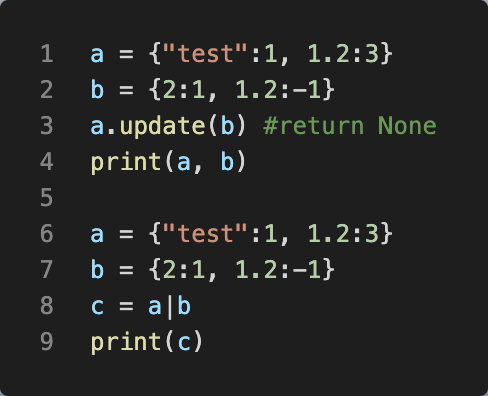 1 a = {"test":1, 1.2:3}
2 b = {2:1, 1.2:-1}
3 a.update(b) #return None
4 print(a, b)
5
6 a = {"test":1, 1.2:3}
7 b = {2:1, 1.2:-1}
8 c = a|b
9 print(c)